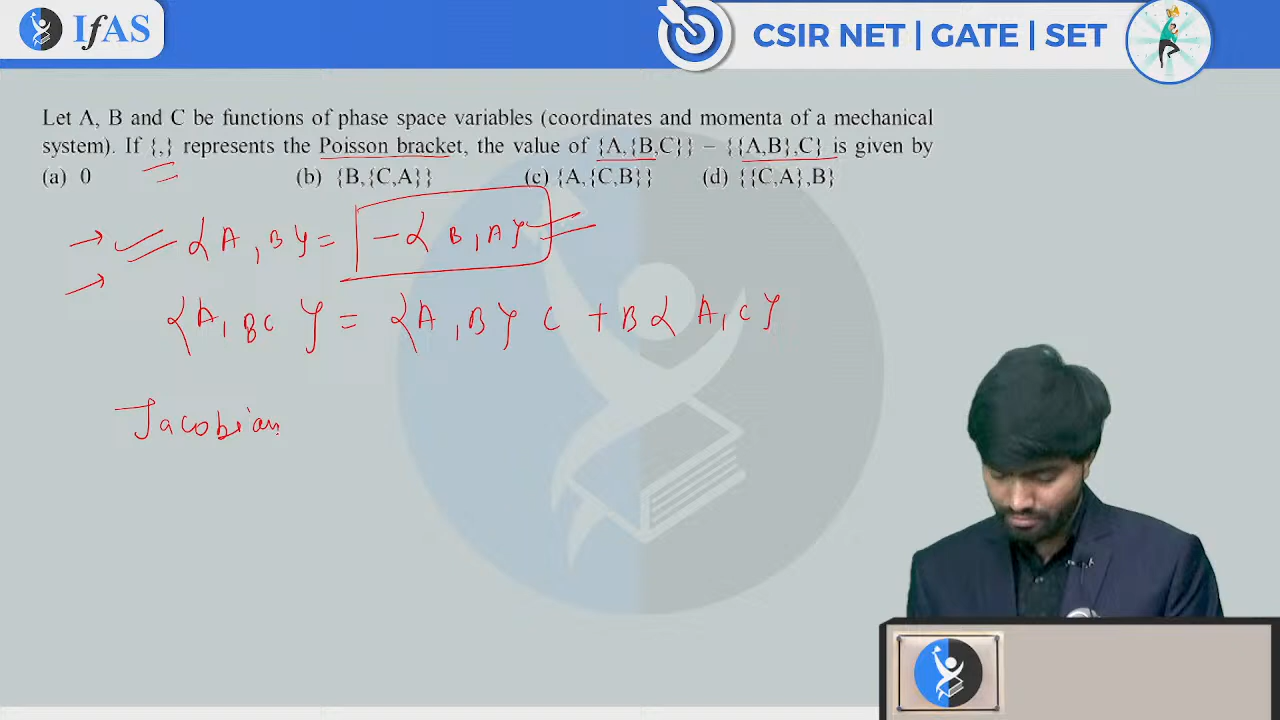 IfAS
CSIR NET | GATE | SET
Let A, B and C be functions of phase space variables (coordinates and momenta of a mechanical
system). If {,} represents the Poisson bracket, the value of {A,{B,C}} – {{A,B},C} is given by
(a) 0 (b) {B,{C,A}} (c) {A,{C,B}} (d) {{C,A},B}
{A, B} = -{B, A}
{A, BC} = {A, B} C + B {A, C}
Jacobian